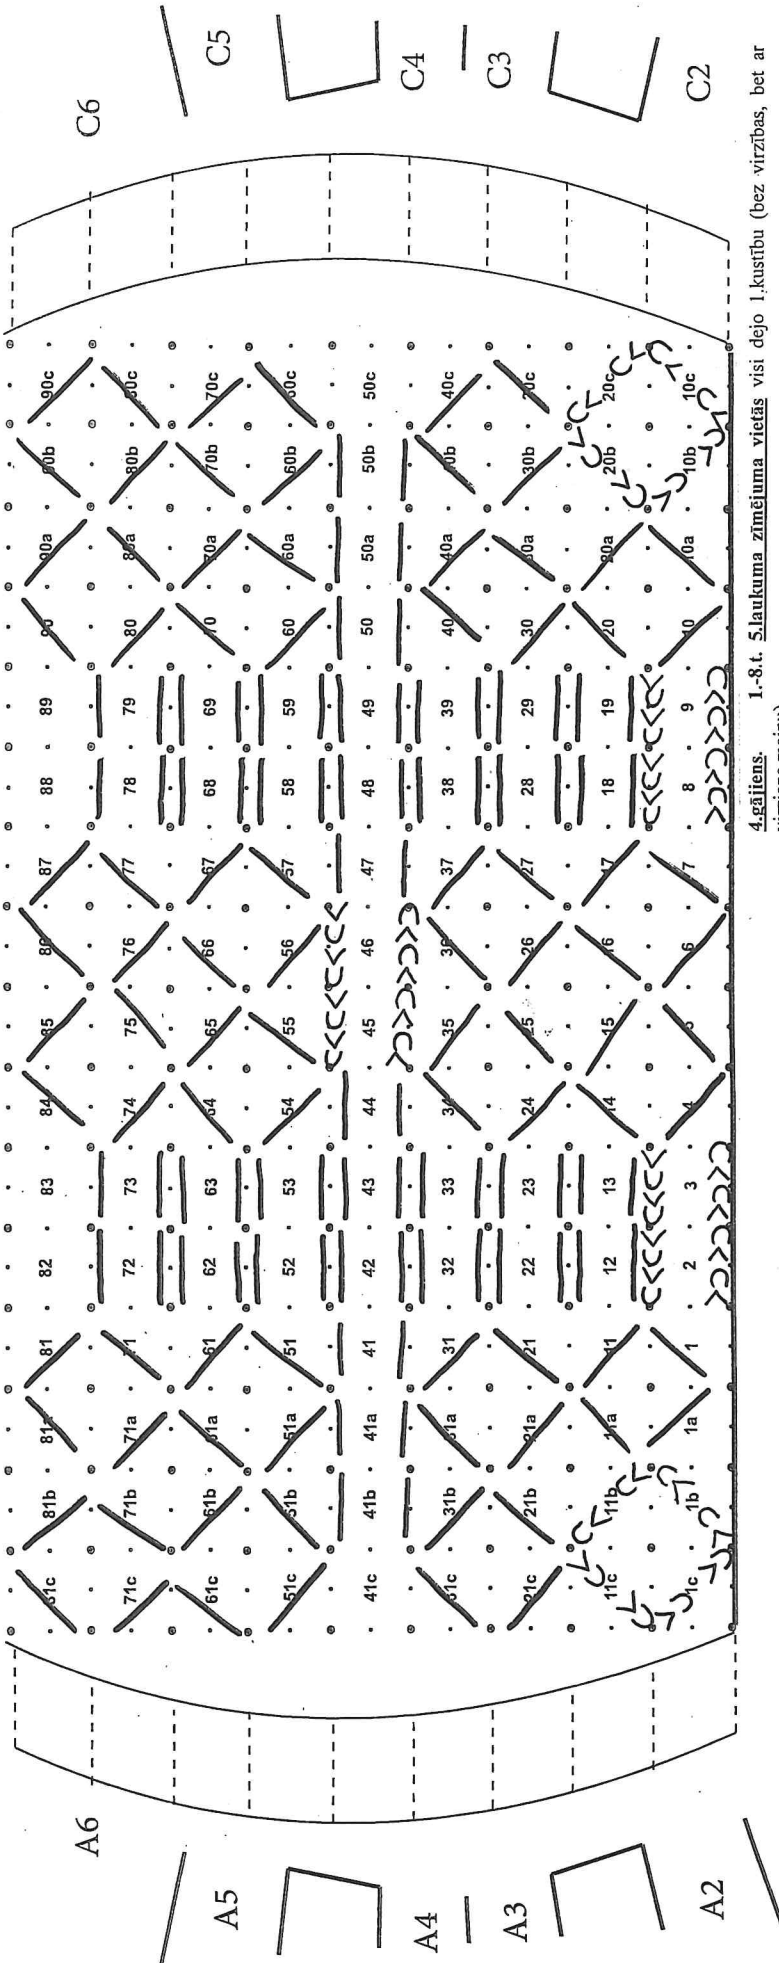 81c 81b 81a 81 82 83 84 85 86 87 88 89 90 90a 90b 90c
A6 C6
71c 71b 71a 71 72 73 74 75 76 77 78 79 80 80a 80b 80c
61c 61b 61a 61 62 63 64 65 66 67 68 69 70 70a 70b 70c
A5 C5
51c 51b 51a 51 52 53 54 55 56 57 58 59 60 60a 60b 60c
41c 41b 41a 41 42 43 44 45 46 47 48 49 50 50a 50b 50c
A4 C4
31c 31b 31a 31 32 33 34 35 36 37 38 39 40 40a 40b 40c
A3 C3
21c 21b 21a 21 22 23 24 25 26 27 28 29 30 30a 30b 20c
11c 11b 11a 11 12 13 14 15 16 17 18 19 20 20a 20b 20c
1c 1b 1a 1 2 3 4 5 6 7 8 9 10 10a 10b 10c
A2 C2
4.gājiens. 1.-8.t. 5.laukuma zīmējuma vietās visi dejo 1.kustību (bez virzības, bet ar